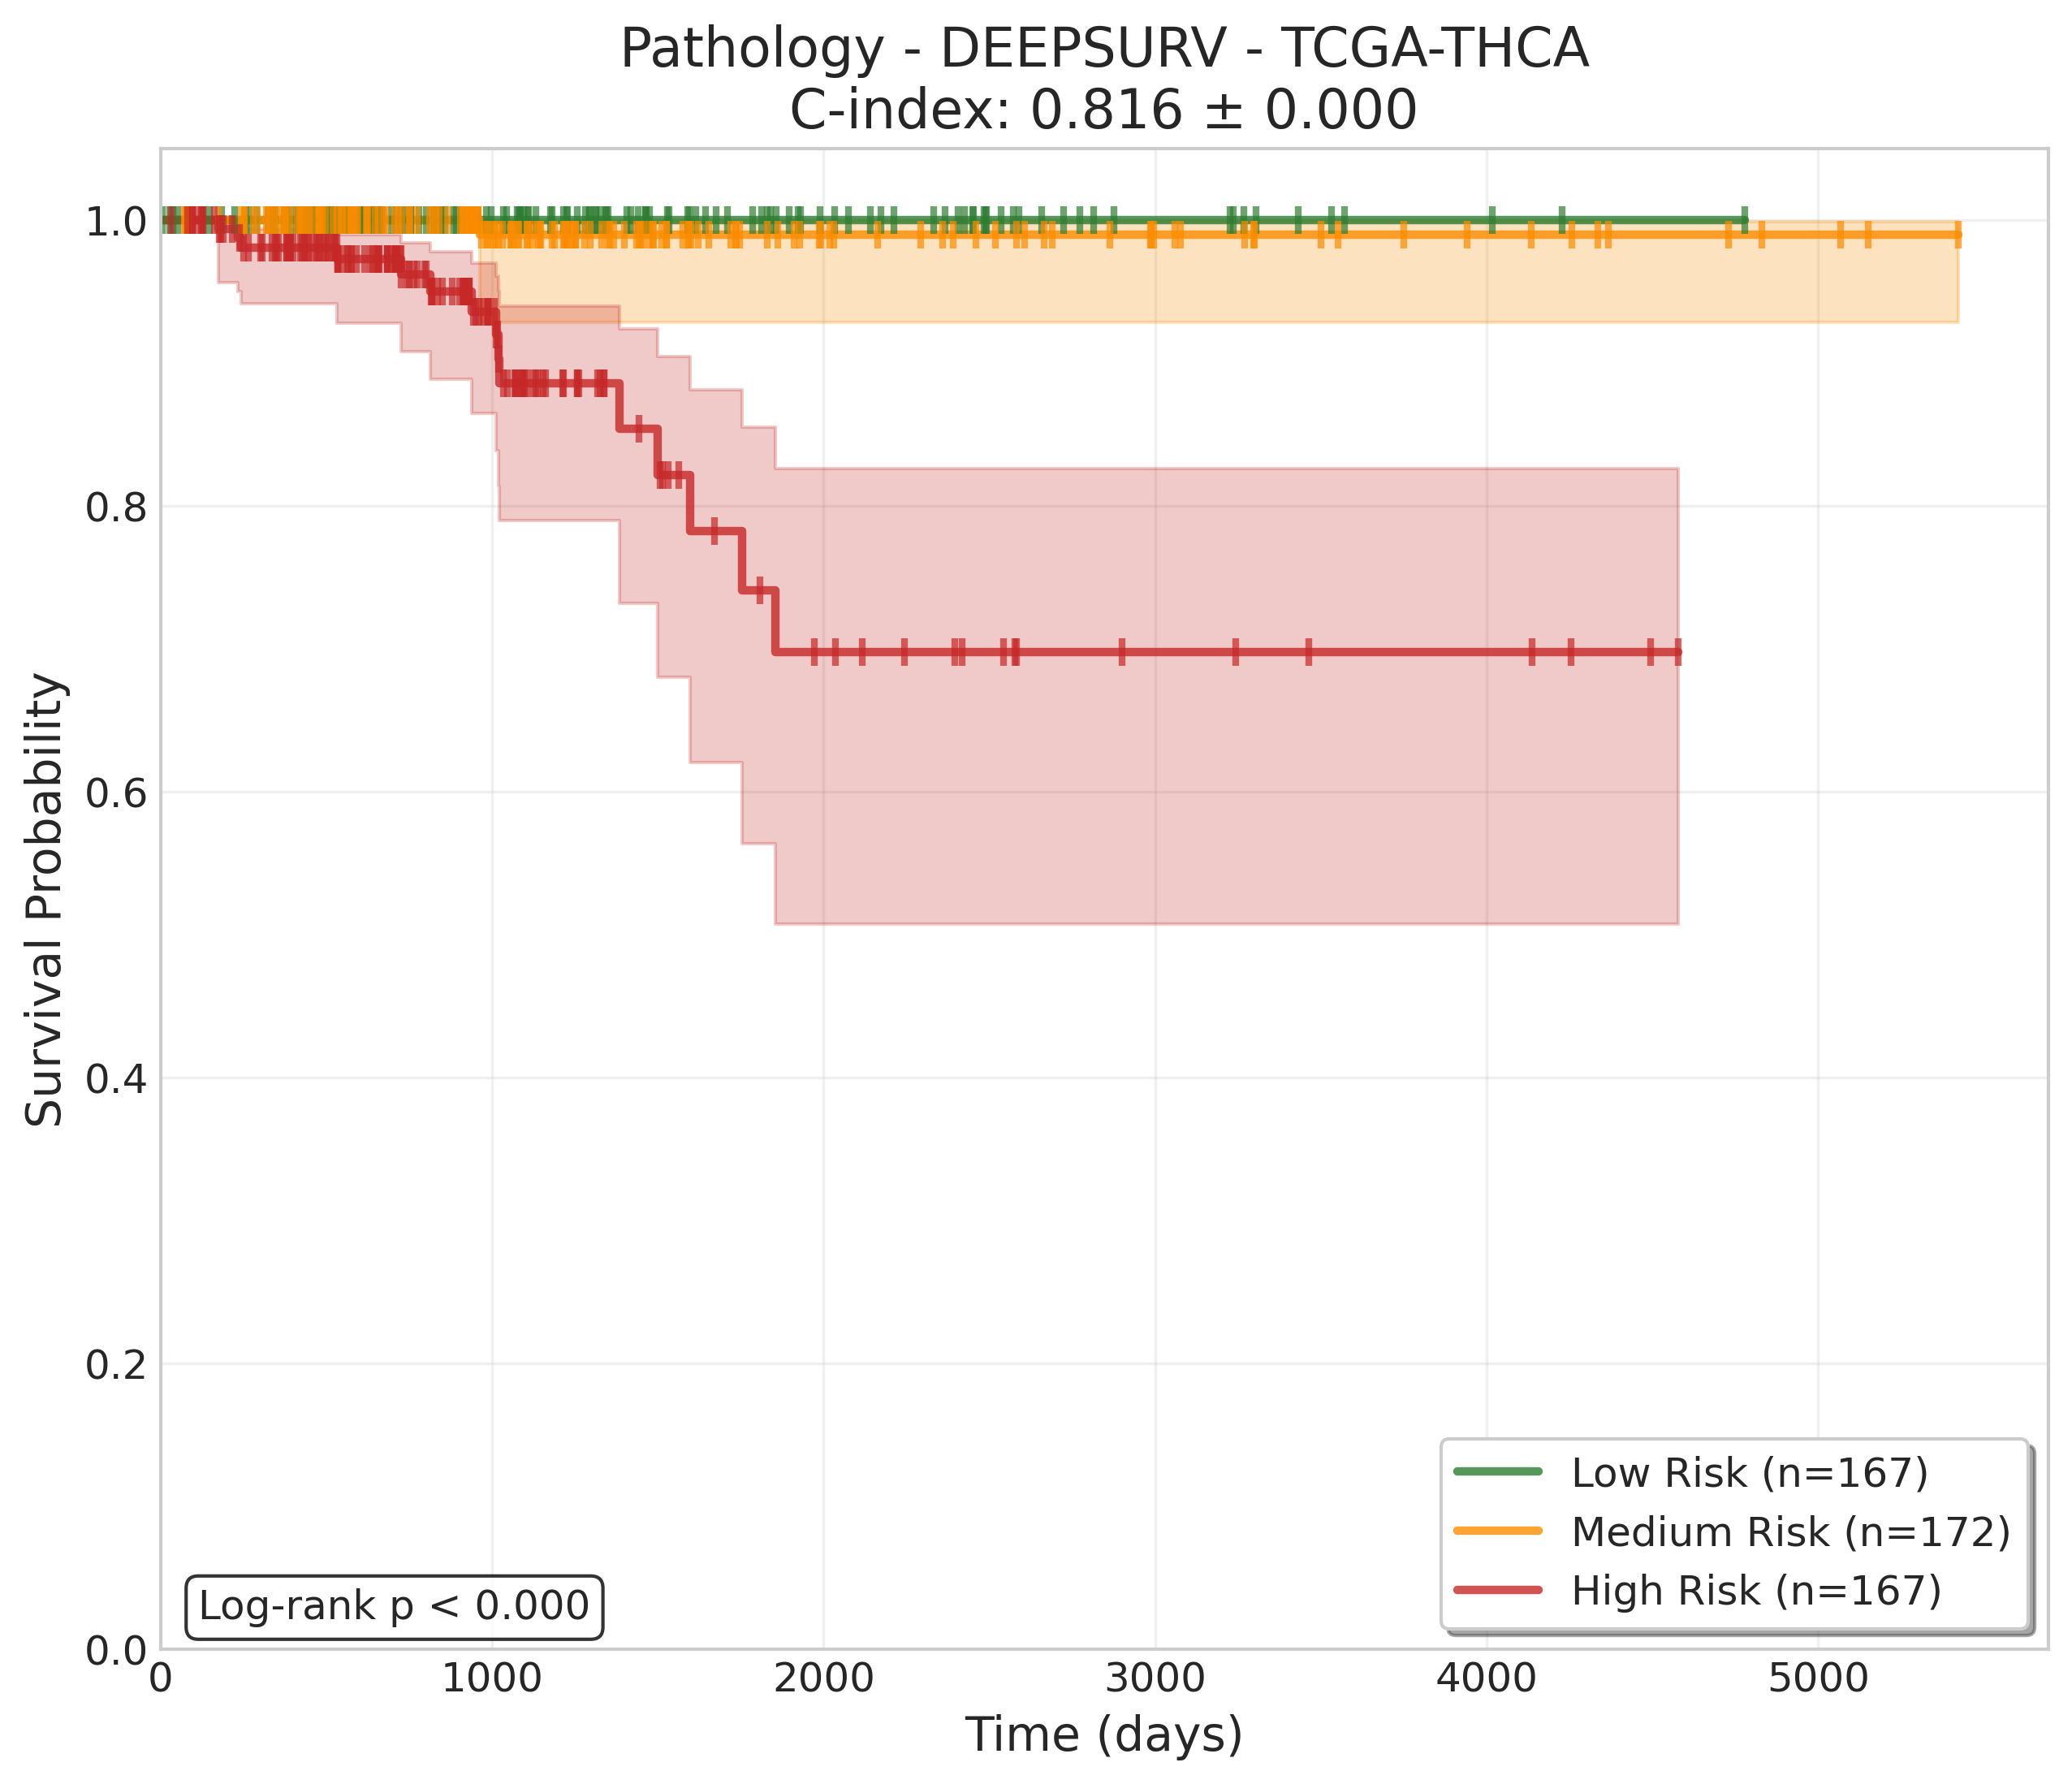 Pathology - DEEPSURV - TCGA-THCA
C-index: 0.816 ± 0.000
Survival Probability
1.0
0.8
0.6
0.4
0.2
0.0
0 1000 2000 3000 4000 5000
Time (days)
Log-rank p < 0.000
Low Risk (n=167)
Medium Risk (n=172)
High Risk (n=167)